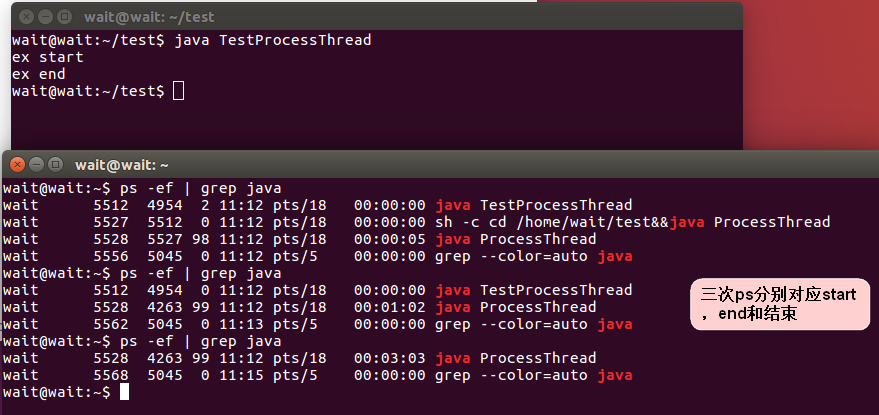 wait@wait: ~/test
wait@wait:~/test$ java TestProcessThread
ex start
ex end
wait@wait:~/test$
wait@wait: ~
wait@wait:~$ ps -ef | grep java
wait 5512 4954 2 11:12 pts/18 00:00:00 java TestProcessThread
wait 5527 5512 0 11:12 pts/18 00:00:00 sh -c cd /home/wait/test&&java ProcessThread
wait 5528 5527 98 11:12 pts/18 00:00:05 java ProcessThread
wait 5556 5045 0 11:12 pts/5 00:00:00 grep --color=auto java
wait@wait:~$ ps -ef | grep java
wait 5512 4954 0 11:12 pts/18 00:00:00 java TestProcessThread
wait 5528 4263 99 11:12 pts/18 00:01:02 java ProcessThread
wait 5562 5045 0 11:13 pts/5 00:00:00 grep --color=auto java
wait@wait:~$ ps -ef | grep java
wait 5528 4263 99 11:12 pts/18 00:03:03 java ProcessThread
wait 5568 5045 0 11:15 pts/5 00:00:00 grep --color=auto java
wait@wait:~$
三次ps分别对应start
，end和结束